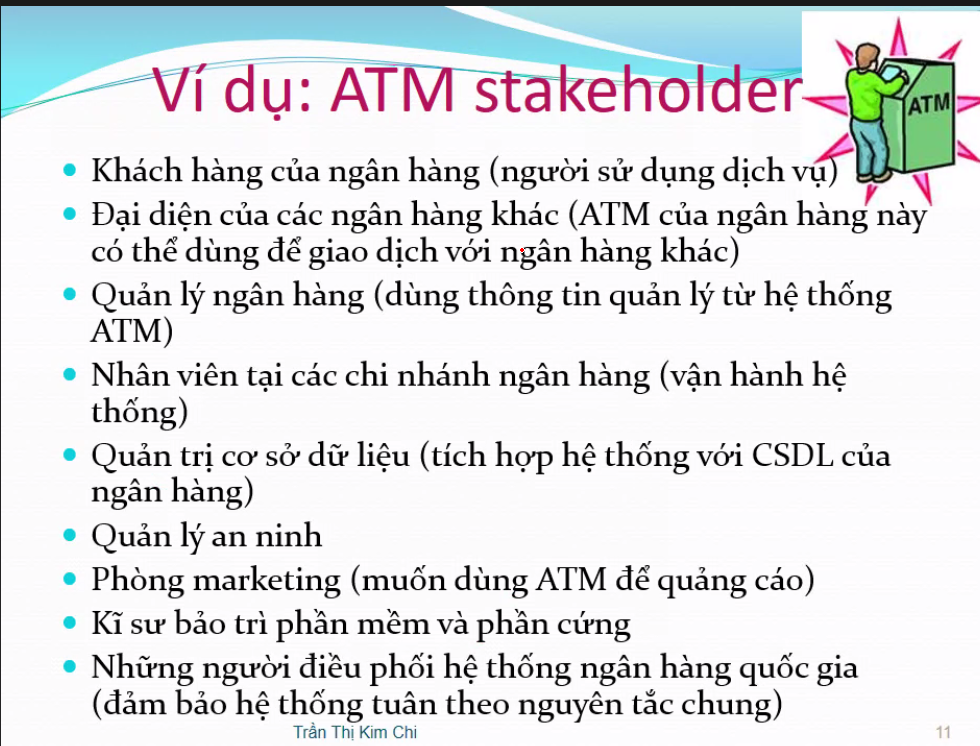 Ví dụ: ATM stakeholder
ATM
• Khách hàng của ngân hàng (người sử dụng dịch vụ)
• Đại diện của các ngân hàng khác (ATM của ngân hàng này
có thể dùng để giao dịch với ngân hàng khác)
• Quản lý ngân hàng (dùng thông tin quản lý từ hệ thống
ATM)
• Nhân viên tại các chi nhánh ngân hàng (vận hành hệ
thống)
• Quản trị cơ sở dữ liệu (tích hợp hệ thống với CSDL của
ngân hàng)
• Quản lý an ninh
• Phòng marketing (muốn dùng ATM để quảng cáo)
• Kĩ sư bảo trì phần mềm và phần cứng
• Những người điều phối hệ thống ngân hàng quốc gia
(đảm bảo hệ thống tuân theo nguyên tắc chung)
Trần Thị Kim Chi
11